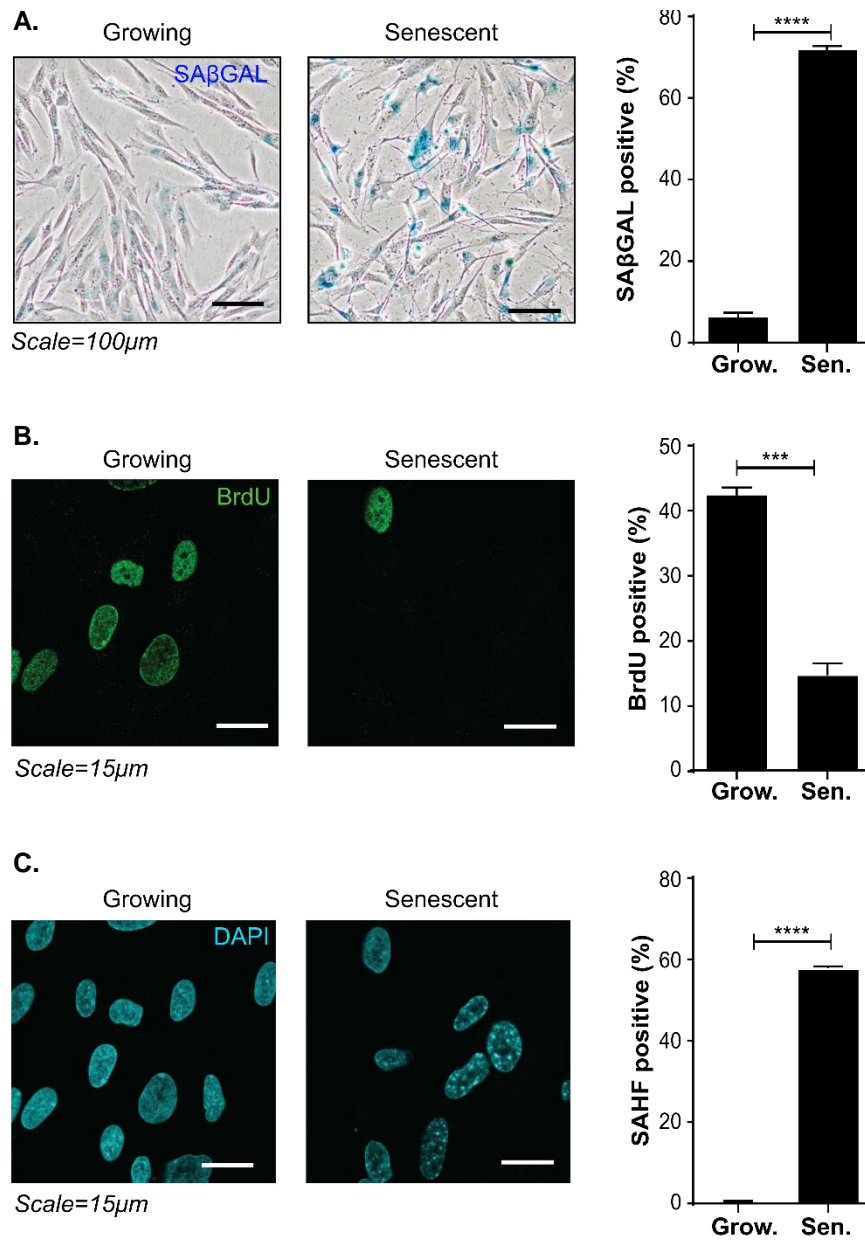 A.
Growing
Senescent
SAβGAL
Scale=100µm
SAβGAL positive (%)
80
60
40
20
0
****
Grow.
Sen.
B.
Growing
Senescent
BrdU
Scale=15µm
BrdU positive (%)
50
40
30
20
10
0
***
Grow.
Sen.
C.
Growing
Senescent
DAPI
Scale=15µm
SAHF positive (%)
80
60
40
20
0
****
Grow.
Sen.